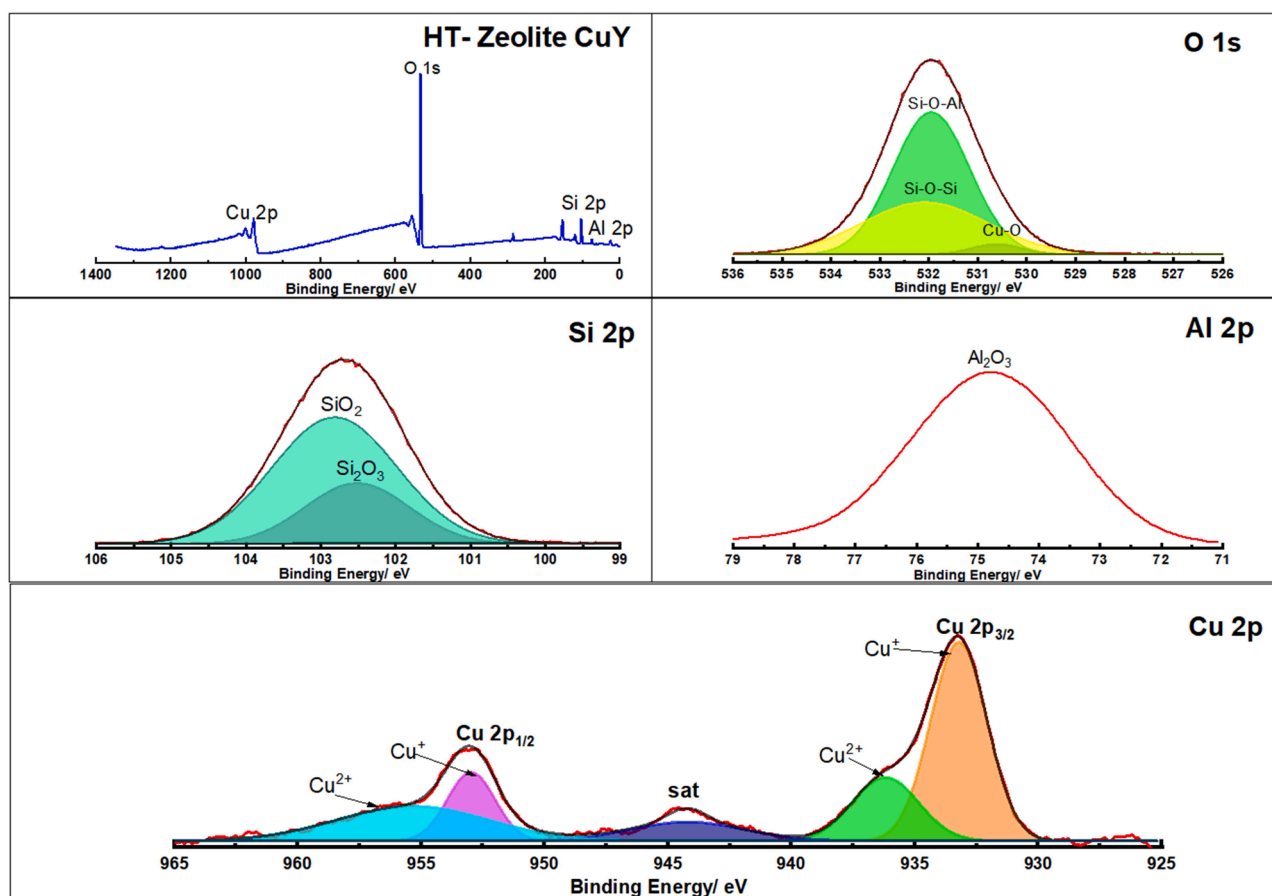 HT- Zeolite CuY
O 1s
Cu 2p
Si 2p
Al 2p
1400 1200 1000 800 600 400 200 0
Binding Energy/ eV
O 1s
Si-O-Al
Si-O-Si
Cu-O
536 535 534 533 532 531 530 529 528 527 526
Binding Energy/ eV
Si 2p
SiO₂
Si₂O₃
106 105 104 103 102 101 100 99
Binding Energy/ eV
Al 2p
Al₂O₃
79 78 77 76 75 74 73 72 71
Binding Energy/ eV
Cu 2p
Cu 2p₃/₂
Cu⁺
Cu²⁺
sat
Cu 2p₁/₂
Cu⁺
Cu²⁺
965 960 955 950 945 940 935 930 925
Binding Energy/ eV